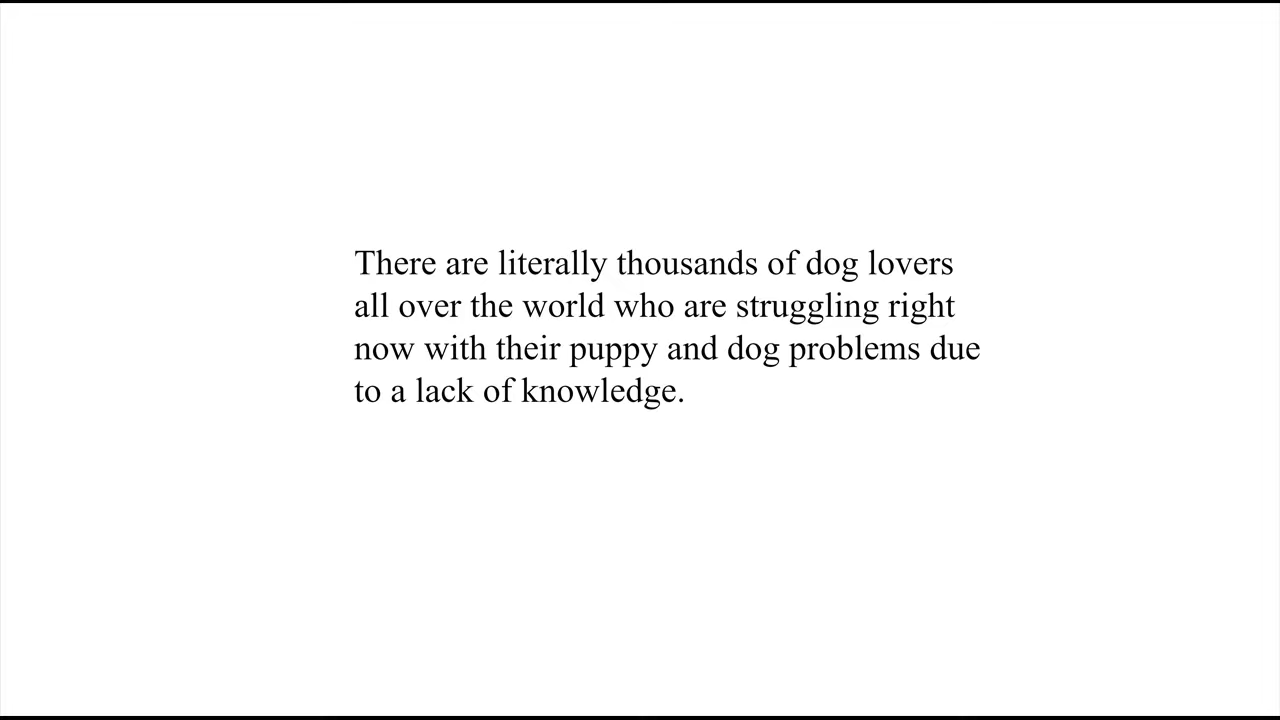 There are literally thousands of dog lovers
all over the world who are struggling right
now with their puppy and dog problems due
to a lack of knowledge.